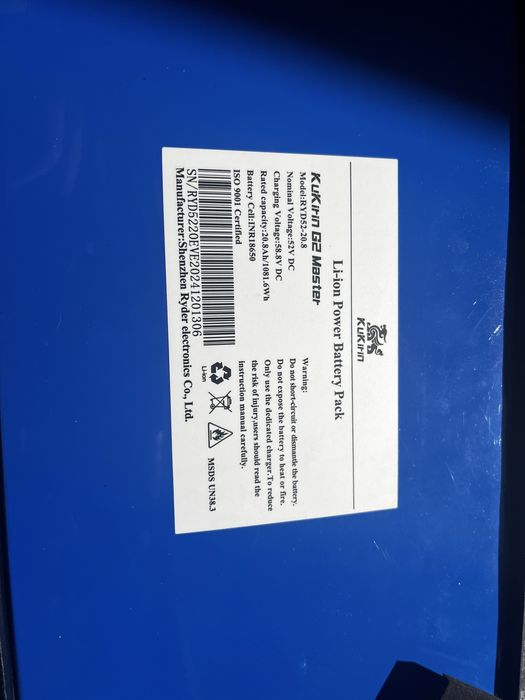 KUKIRIN
Li-ion Power Battery Pack
KUKIRIN G2 Master
Model:RYD52-20.8
Nominal Voltage:52V DC
Charging Voltage:58.8V DC
Rated capacity:20.8Ah/1081.6Wh
Battery Cell:INR18650
ISO 9001 Certified
SN/RYD5220EVE20241201306
Manufacturer:Shenzhen Ryder electronics Co., Ltd.
Warning:
Do not short-circuit or dismantle the battery.
Do not expose the battery to heat or fire.
Only use the dedicated charger.To reduce
the risk of injury,users should read the
instruction manual carefully.
Li-ion
MSDS UN38.3